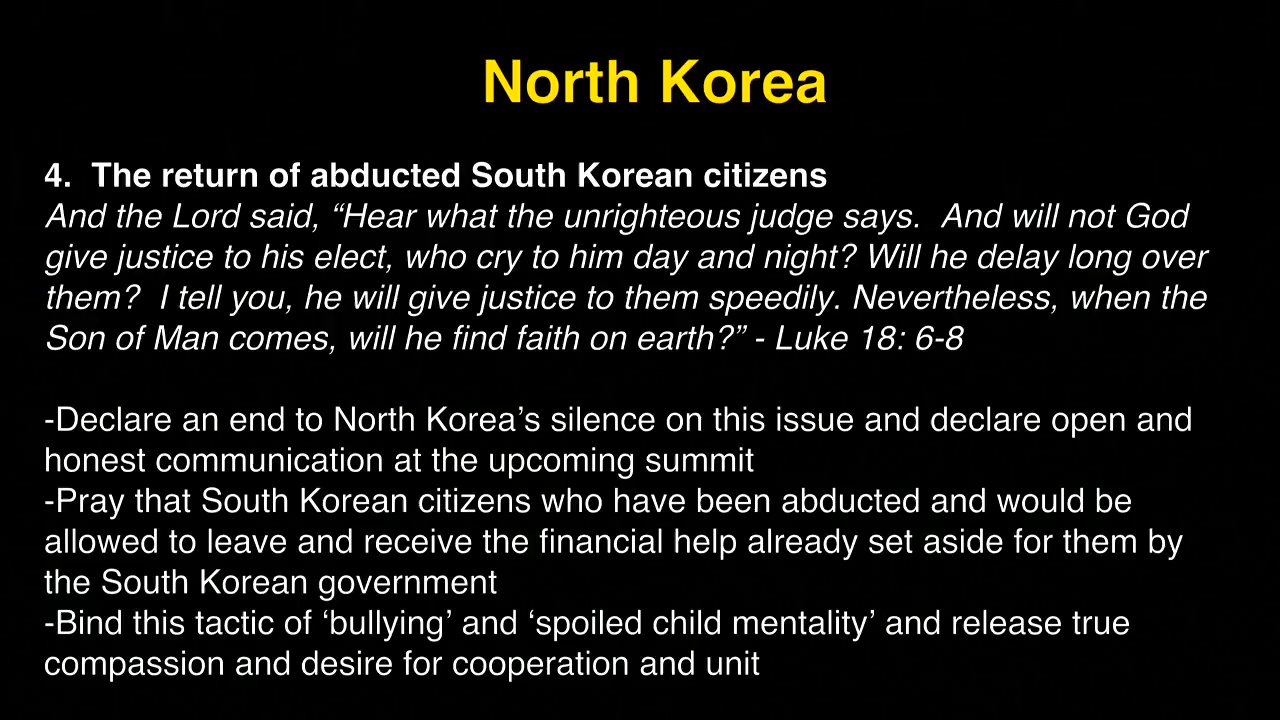 North Korea
4.  The return of abducted South Korean citizens
And the Lord said, “Hear what the unrighteous judge says.  And will not God
give justice to his elect, who cry to him day and night? Will he delay long over
them?  I tell you, he will give justice to them speedily. Nevertheless, when the
Son of Man comes, will he find faith on earth?” - Luke 18: 6-8
-Declare an end to North Korea’s silence on this issue and declare open and
honest communication at the upcoming summit
-Pray that South Korean citizens who have been abducted and would be
allowed to leave and receive the financial help already set aside for them by
the South Korean government
-Bind this tactic of ‘bullying’ and ‘spoiled child mentality’ and release true
compassion and desire for cooperation and unit